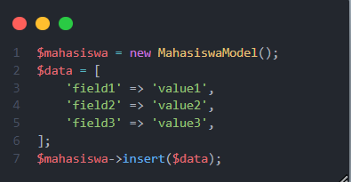 1 $mahasiswa = new MahasiswaModel();
2 $data = [
3     'field1' => 'value1',
4     'field2' => 'value2',
5     'field3' => 'value3',
6 ];
7 $mahasiswa->insert($data);